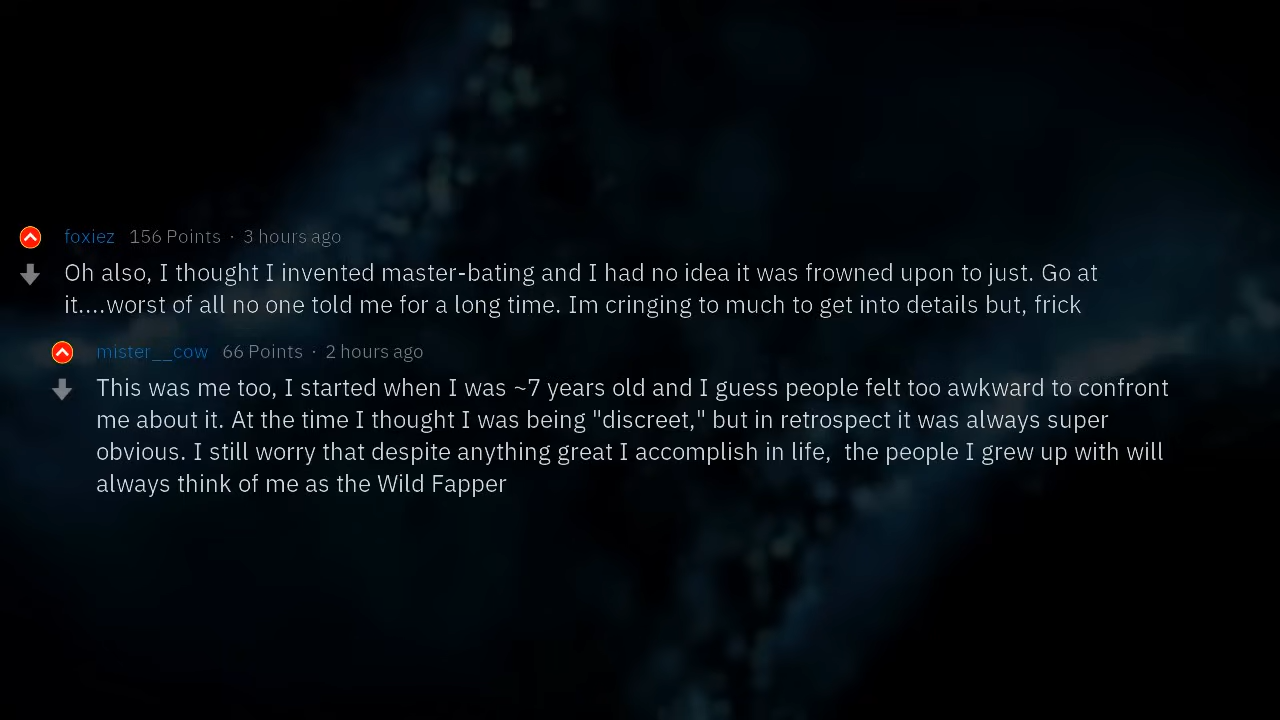 foxiez 156 Points · 3 hours ago
Oh also, I thought I invented master-bating and I had no idea it was frowned upon to just. Go at
it....worst of all no one told me for a long time. Im cringing to much to get into details but, frick
mister__cow 66 Points · 2 hours ago
This was me too, I started when I was ~7 years old and I guess people felt too awkward to confront
me about it. At the time I thought I was being "discreet," but in retrospect it was always super
obvious. I still worry that despite anything great I accomplish in life,  the people I grew up with will
always think of me as the Wild Fapper